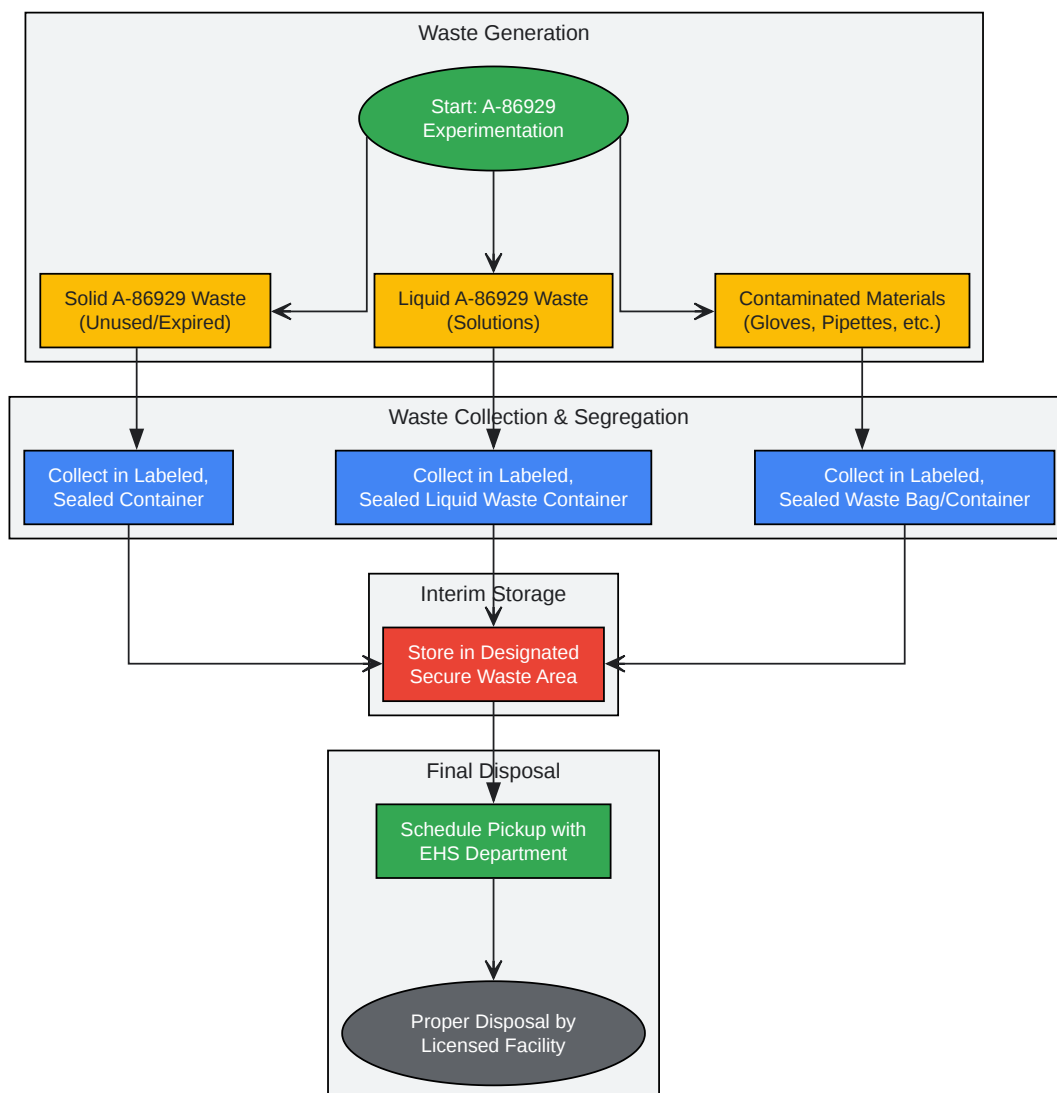 Waste Generation
Start: A-86929
Experimentation
Solid A-86929 Waste
(Unused/Expired)
Liquid A-86929 Waste
(Solutions)
Contaminated Materials
(Gloves, Pipettes, etc.)
Waste Collection & Segregation
Collect in Labeled,
Sealed Container
Collect in Labeled,
Sealed Liquid Waste Container
Collect in Labeled,
Sealed Waste Bag/Container
Interim Storage
Store in Designated
Secure Waste Area
Final Disposal
Schedule Pickup with
EHS Department
Proper Disposal by
Licensed Facility